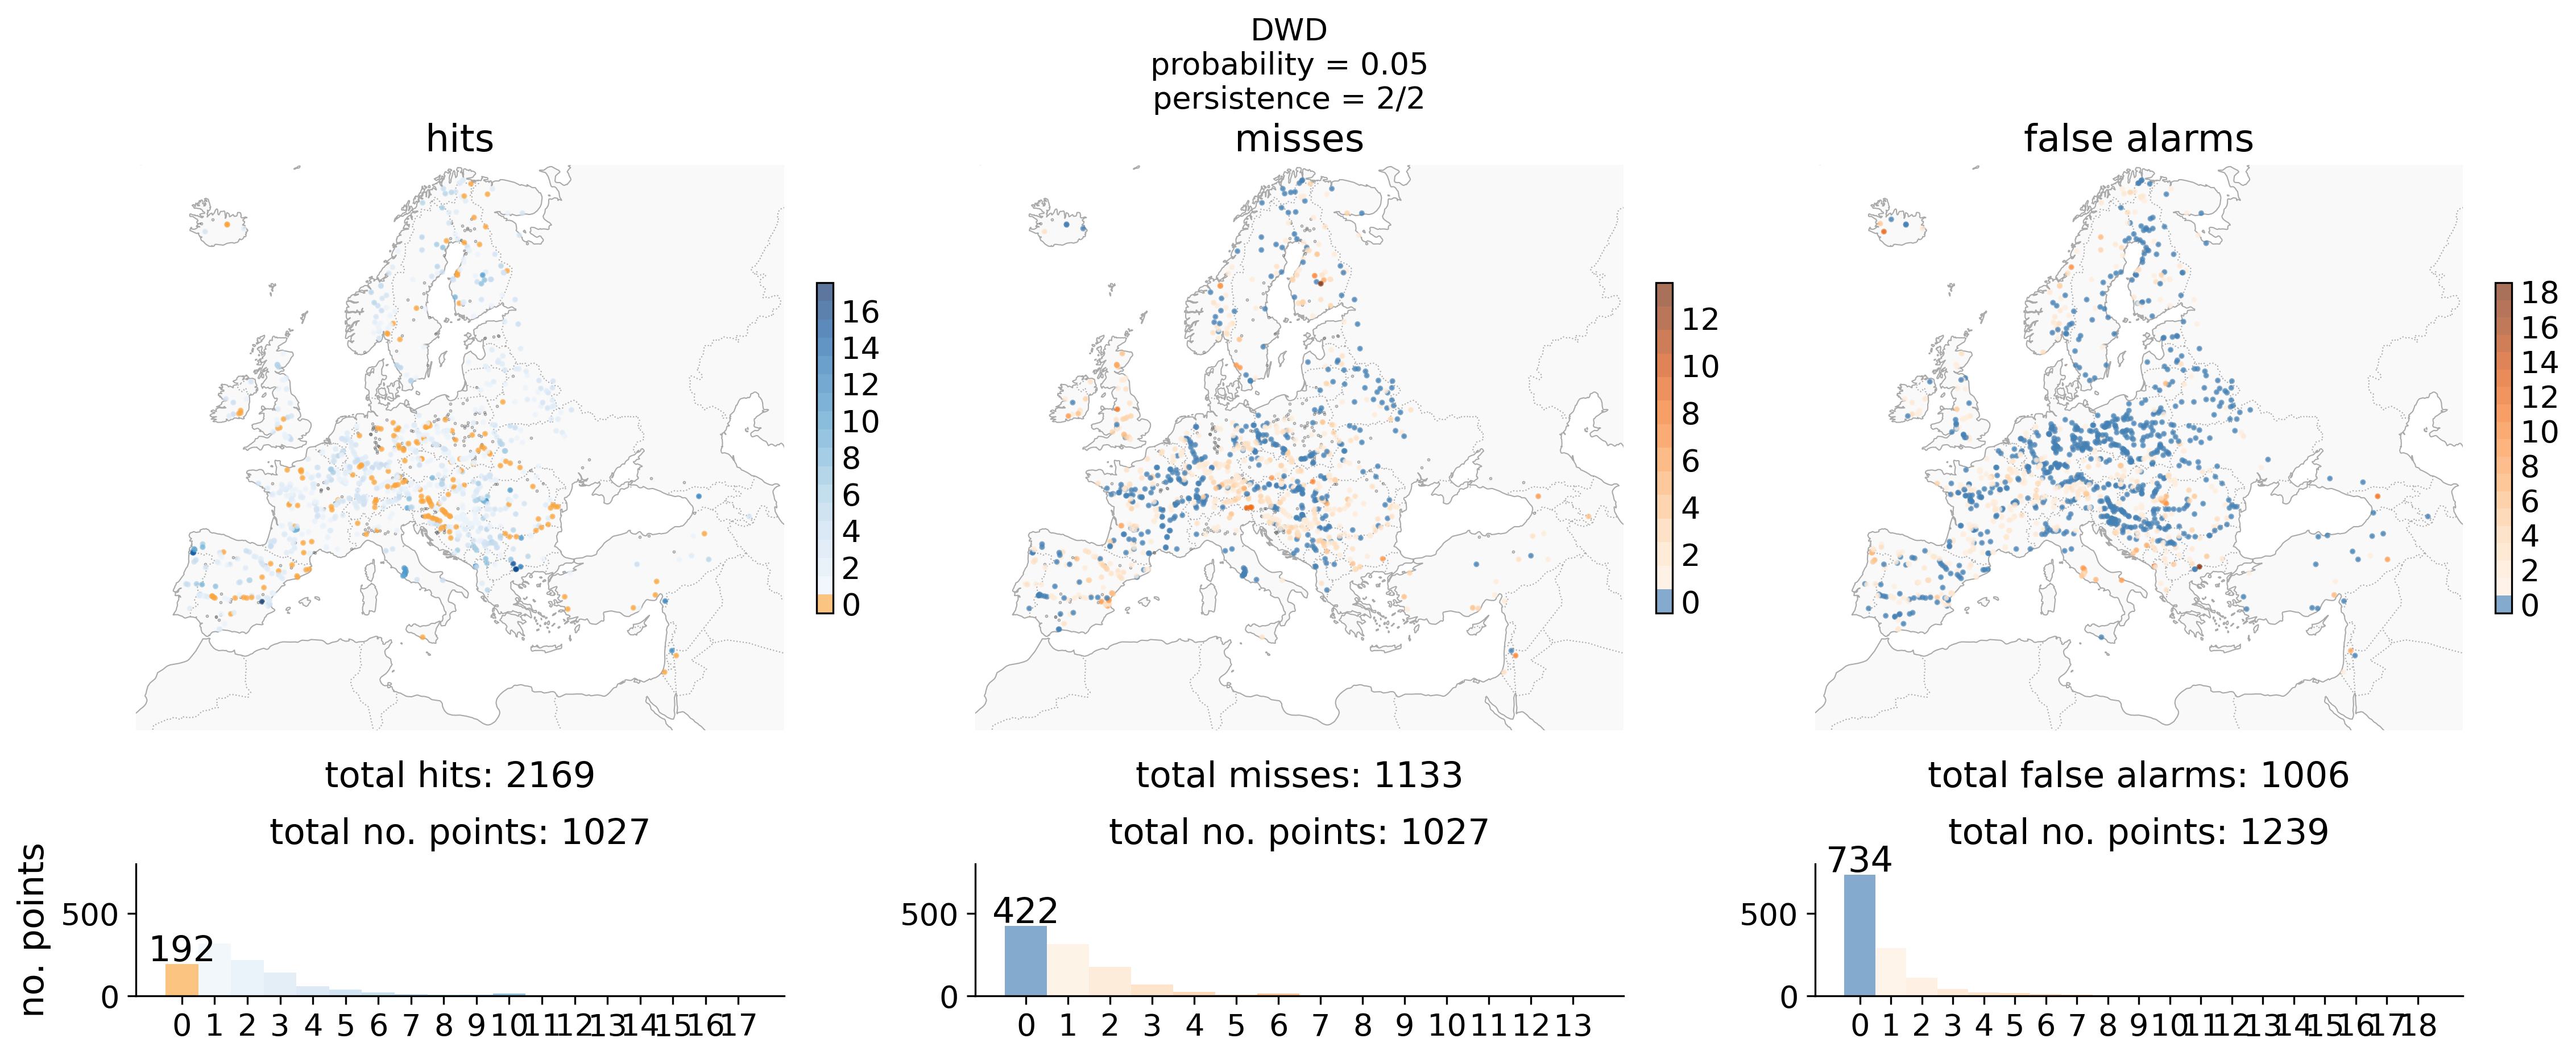 DWD
probability = 0.05
persistence = 2/2
hits
misses
false alarms
16
14
12
10
8
6
4
2
0
12
10
8
6
4
2
0
18
16
14
12
10
8
6
4
2
0
total hits: 2169
total misses: 1133
total false alarms: 1006
total no. points: 1027
total no. points: 1027
total no. points: 1239
no. points
500
0
192
0 1 2 3 4 5 6 7 8 9 10 11 12 13 14 15 16 17
500
0
422
0 1 2 3 4 5 6 7 8 9 10 11 12 13
500
0
734
0 1 2 3 4 5 6 7 8 9 10 11 12 13 14 15 16 17 18